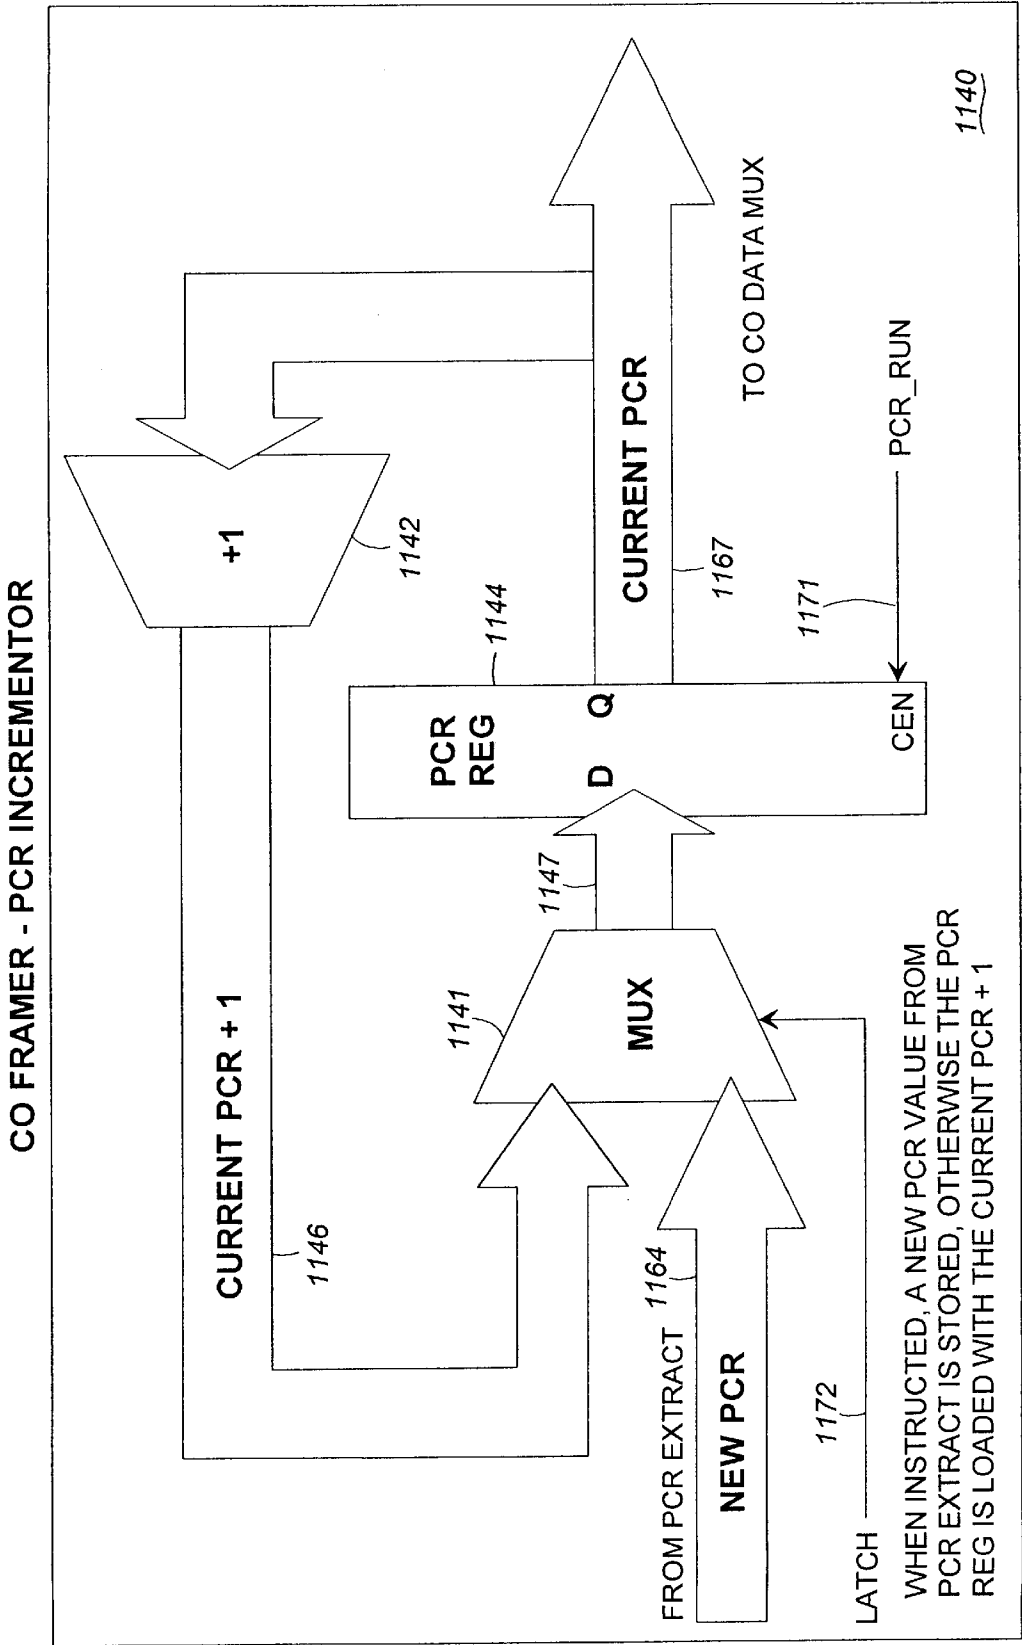 CO FRAMER - PCR INCREMENTOR
CURRENT PCR + 1
1146
+1
1142
FROM PCR EXTRACT
1164
NEW PCR
1141
MUX
1147
PCR
REG
D
Q
CEN
1144
CURRENT PCR
1167
TO CO DATA MUX
1171
PCR_RUN
LATCH
1172
WHEN INSTRUCTED, A NEW PCR VALUE FROM
PCR EXTRACT IS STORED, OTHERWISE THE PCR
REG IS LOADED WITH THE CURRENT PCR + 1
1140